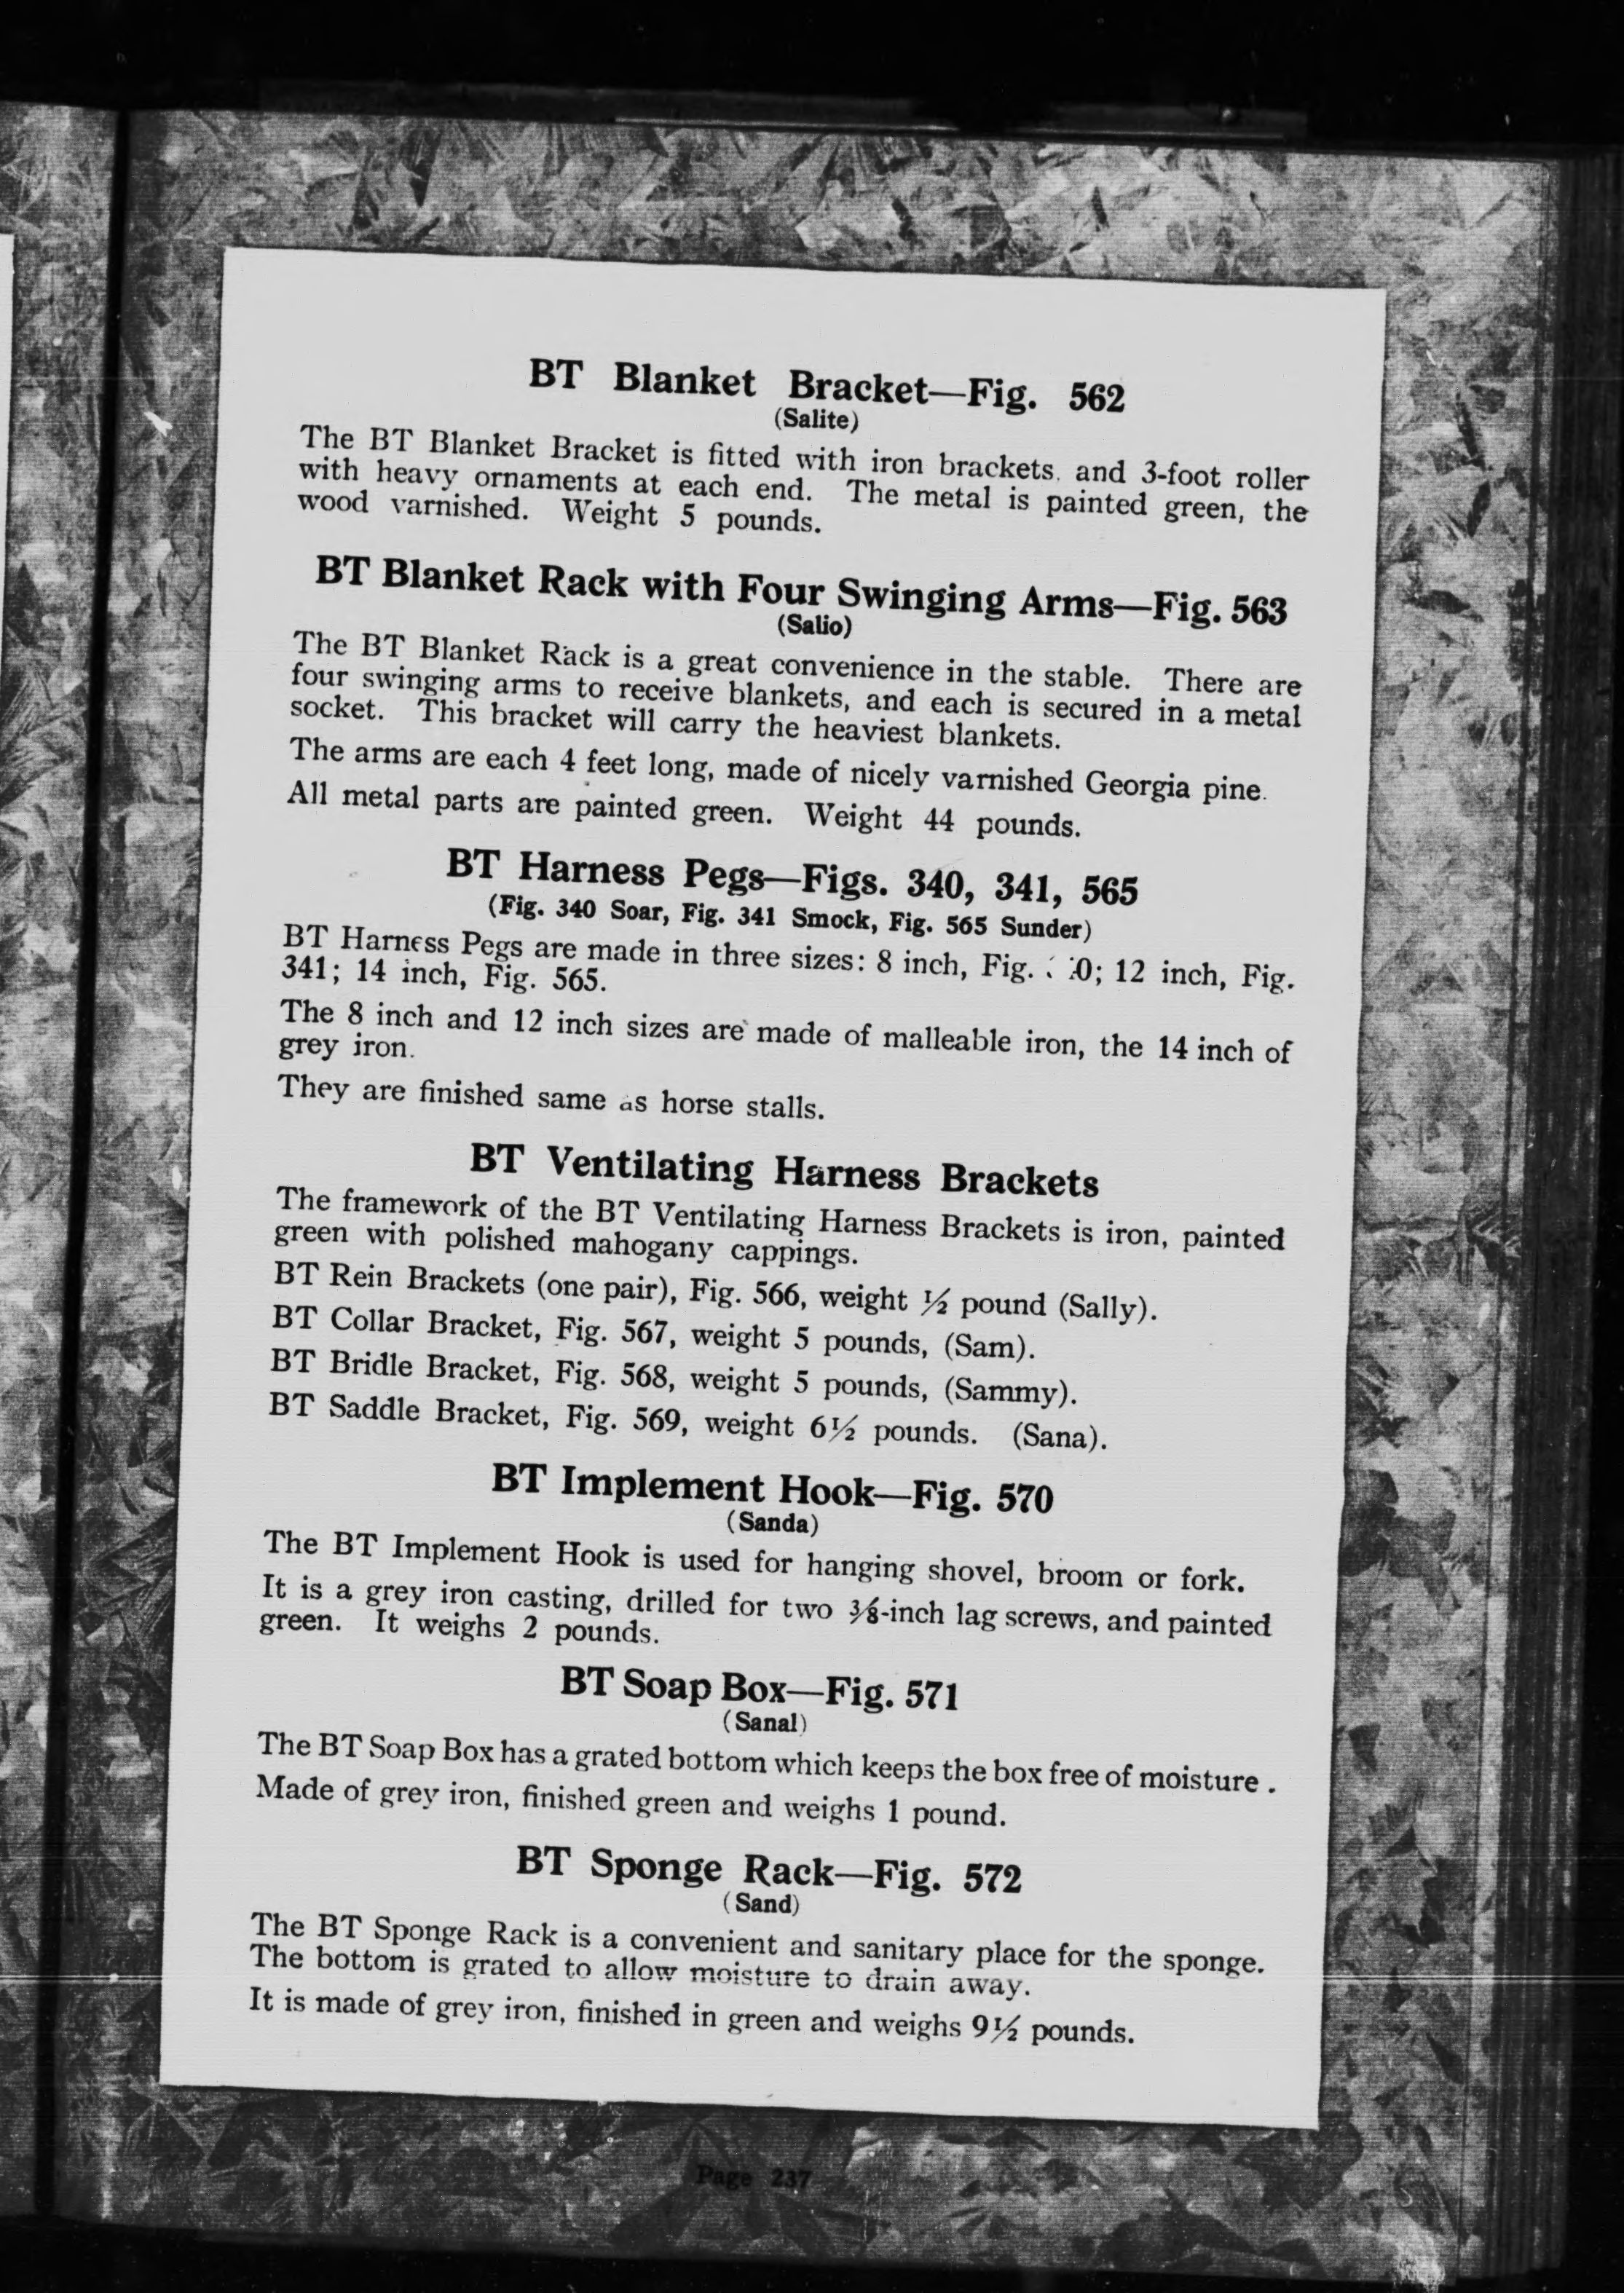 BT Blanket Bracket—Fig. 562
(Salite)
The BT Blanket Bracket is fitted with iron brackets, and 3-foot roller
with heavy ornaments at each end. The metal is painted green, the
wood varnished. Weight 5 pounds.
BT Blanket Rack with Four Swinging Arms—Fig. 563
(Salio)
The BT Blanket Rack is a great convenience in the stable. There are
four swinging arms to receive blankets, and each is secured in a metal
socket. This bracket will carry the heaviest blankets.
The arms are each 4 feet long, made of nicely varnished Georgia pine.
All metal parts are painted green. Weight 44 pounds.
BT Harness Pegs—Figs. 340, 341, 565
(Fig. 340 Soar, Fig. 341 Smock, Fig. 565 Sunder)
BT Harness Pegs are made in three sizes: 8 inch, Fig. 12 inch, Fig.
341; 14 inch, Fig. 565.
The 8 inch and 12 inch sizes are made of malleable iron, the 14 inch of
grey iron.
They are finished same as horse stalls.
BT Ventilating Harness Brackets
The framework of the BT Ventilating Harness Brackets is iron, painted
green with polished mahogany cappings.
BT Rein Brackets (one pair), Fig. 566, weight ½ pound (Sally).
BT Collar Bracket, Fig. 567, weight 5 pounds, (Sam).
BT Bridle Bracket, Fig. 568, weight 5 pounds, (Sammy).
BT Saddle Bracket, Fig. 569, weight 6½ pounds. (Sana).
BT Implement Hook—Fig. 570
(Sanda)
The BT Implement Hook is used for hanging shovel, broom or fork.
It is a grey iron casting, drilled for two ⅜-inch lag screws, and painted
green. It weighs 2 pounds.
BT Soap Box—Fig. 571
(Sanal)
The BT Soap Box has a grated bottom which keeps the box free of moisture .
Made of grey iron, finished green and weighs 1 pound.
BT Sponge Rack—Fig. 572
(Sand)
The BT Sponge Rack is a convenient and sanitary place for the sponge.
The bottom is grated to allow moisture to drain away.
It is made of grey iron, finished in green and weighs 9½ pounds.
Page 237